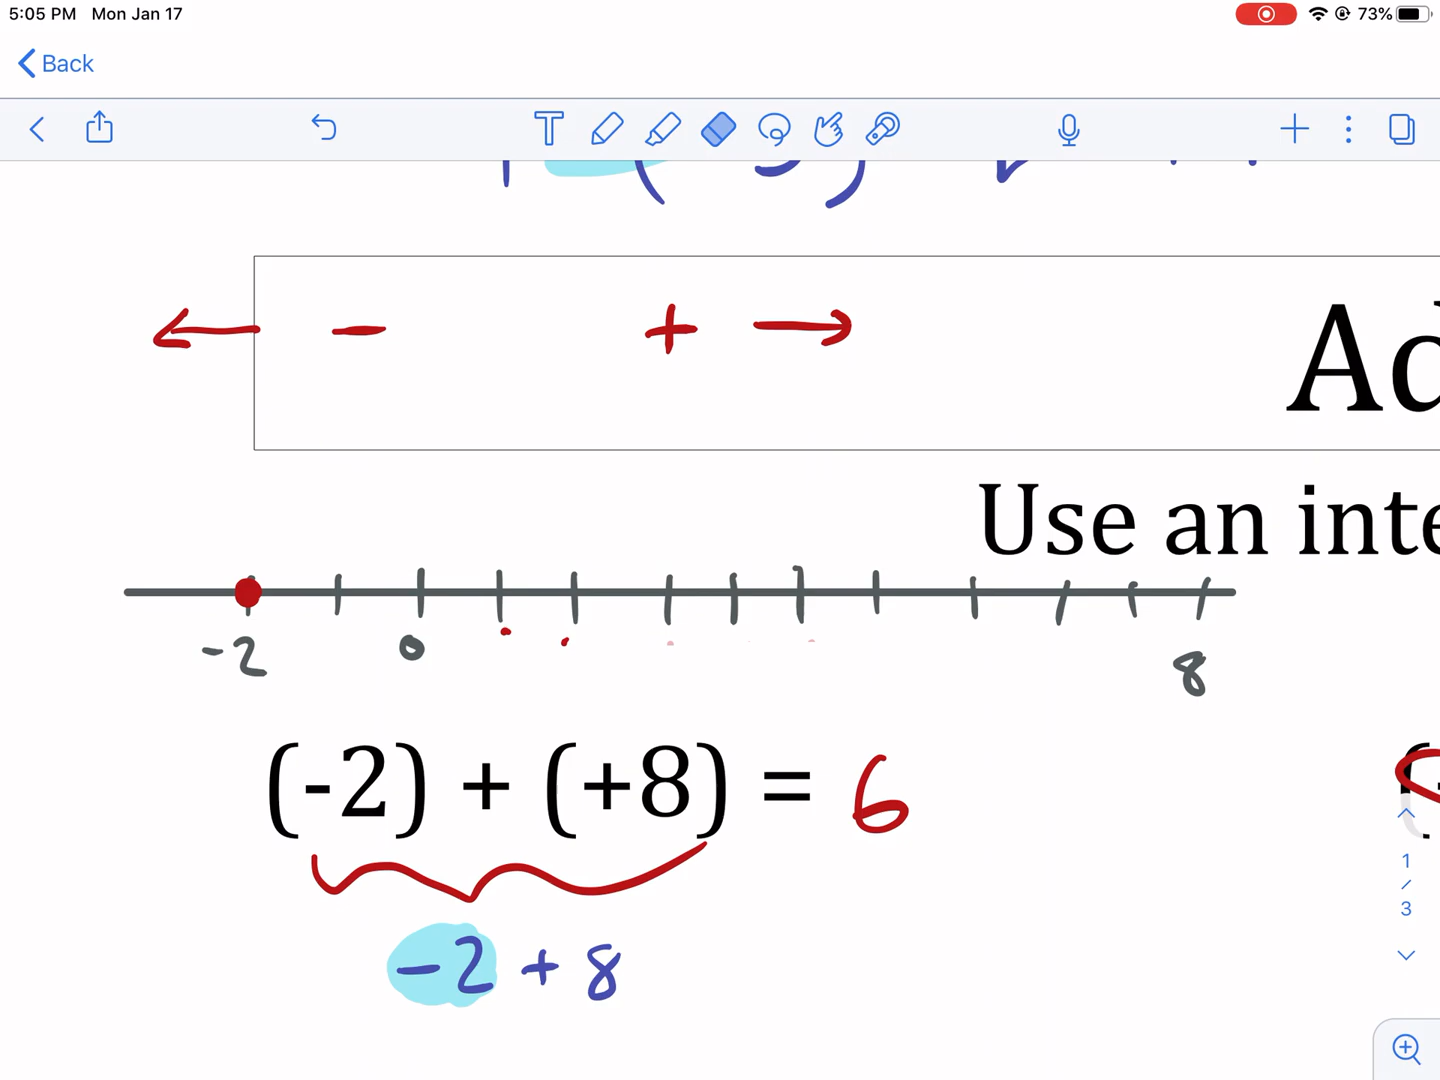 5:05 PM Mon Jan 17
73%
Back
← − + →
Ad
Use an inte
-2 0 8
(-2) + (+8) = 6
-2 + 8
1
/
3